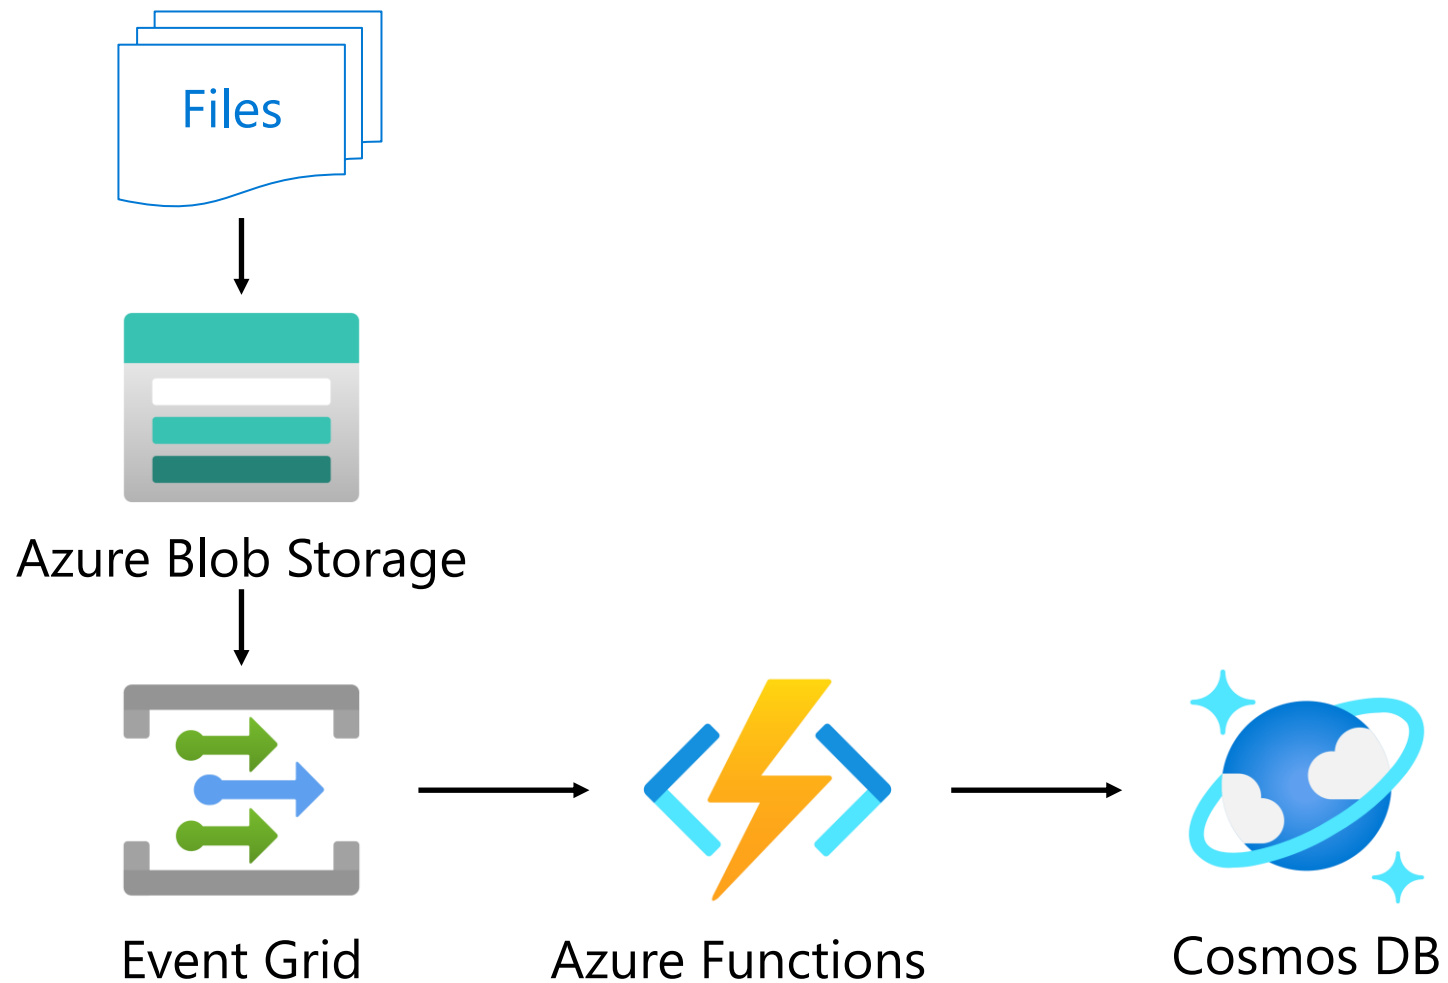 Files
Azure Blob Storage
Event Grid
Azure Functions
Cosmos DB